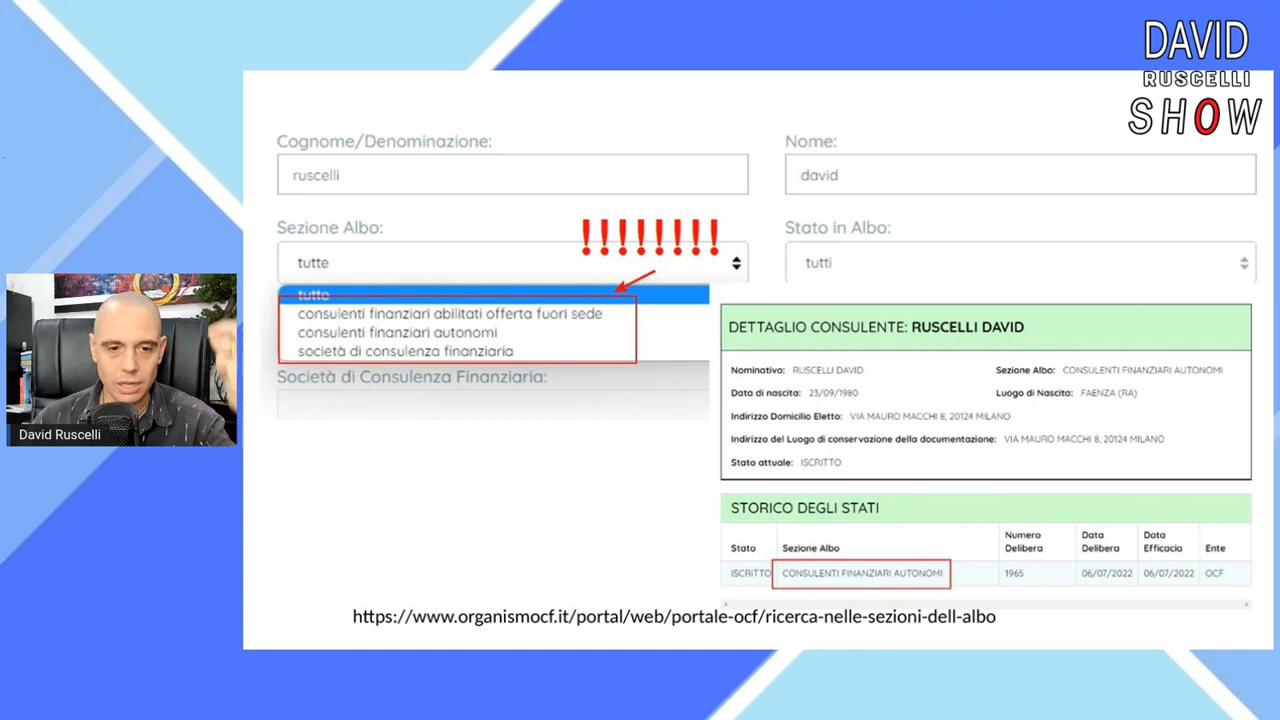 DAVID
RUSCELLI
SHOW
Cognome/Denominazione:
Nome:
ruscelli
david
Sezione Albo:
!!!!!!!!
Stato in Albo:
tutte
tutti
tutte
consulenti finanziari abilitati offerta fuori sede
consulenti finanziari autonomi
società di consulenza finanziaria
Società di Consulenza Finanziaria:
DETTAGLIO CONSULENTE: RUSCELLI DAVID
Nominativo: RUSCELLI DAVID
Sezione Albo: CONSULENTI FINANZIARI AUTONOMI
Data di nascita: 23/09/1980
Luogo di Nascita: FAENZA (RA)
Indirizzo Domicilio Eletto: VIA MAURO MACCHI 8, 20124 MILANO
Indirizzo del Luogo di conservazione della documentazione: VIA MAURO MACCHI 8, 20124 MILANO
Stato attuale: ISCRITTO
STORICO DEGLI STATI
Stato Sezione Albo Numero Delibera Data Delibera Data Efficacia Ente
ISCRITTO CONSULENTI FINANZIARI AUTONOMI 1965 06/07/2022 06/07/2022 OCF
https://www.organismocf.it/portal/web/portale-ocf/ricerca-nelle-sezioni-dell-albo
David Ruscelli